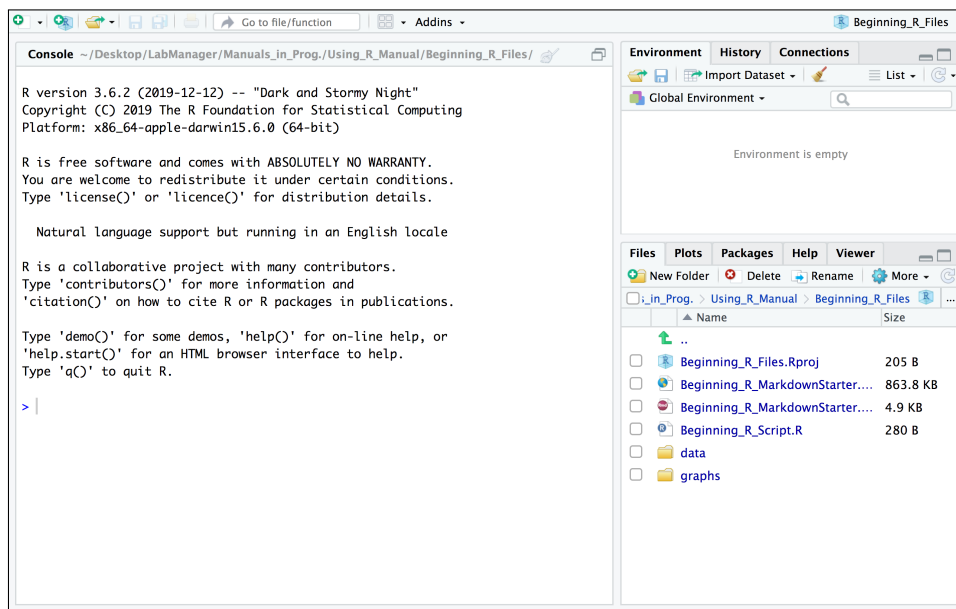 Go to file/function Addins Beginning_R_Files
Console ~/Desktop/LabManager/Manuals_in_Prog./Using_R_Manual/Beginning_R_Files/
R version 3.6.2 (2019-12-12) -- "Dark and Stormy Night"
Copyright (C) 2019 The R Foundation for Statistical Computing
Platform: x86_64-apple-darwin15.6.0 (64-bit)
R is free software and comes with ABSOLUTELY NO WARRANTY.
You are welcome to redistribute it under certain conditions.
Type 'license()' or 'licence()' for distribution details.
Natural language support but running in an English locale
R is a collaborative project with many contributors.
Type 'contributors()' for more information and
'citation()' on how to cite R or R packages in publications.
Type 'demo()' for some demos, 'help()' for on-line help, or
'help.start()' for an HTML browser interface to help.
Type 'q()' to quit R.
>
Environment History Connections
Import Dataset List
Global Environment
Environment is empty
Files Plots Packages Help Viewer
New Folder Delete Rename More
s_in_Prog. > Using_R_Manual > Beginning_R_Files ...
Name Size
..
Beginning_R_Files.Rproj 205 B
Beginning_R_MarkdownStarter.... 863.8 KB
Beginning_R_MarkdownStarter.... 4.9 KB
Beginning_R_Script.R 280 B
data
graphs